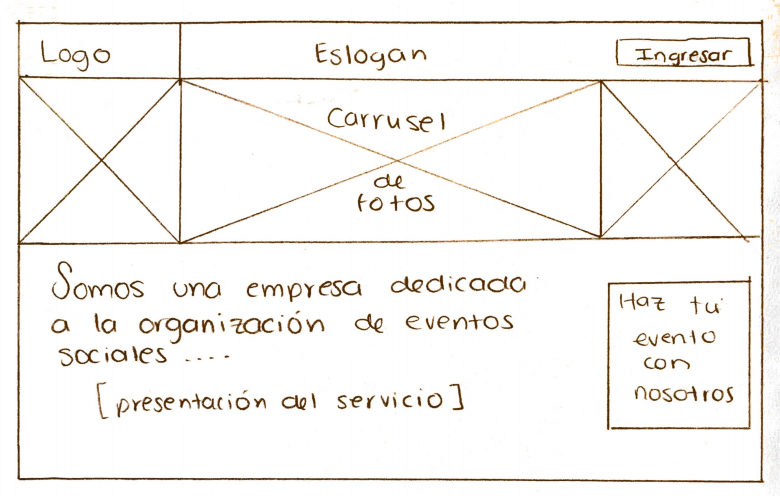 Logo
Eslogan
Ingresar
Carrusel
de
fotos
Somos una empresa dedicada
a la organización de eventos
sociales ....
[presentación del servicio]
Haz tu
evento
con
nosotros